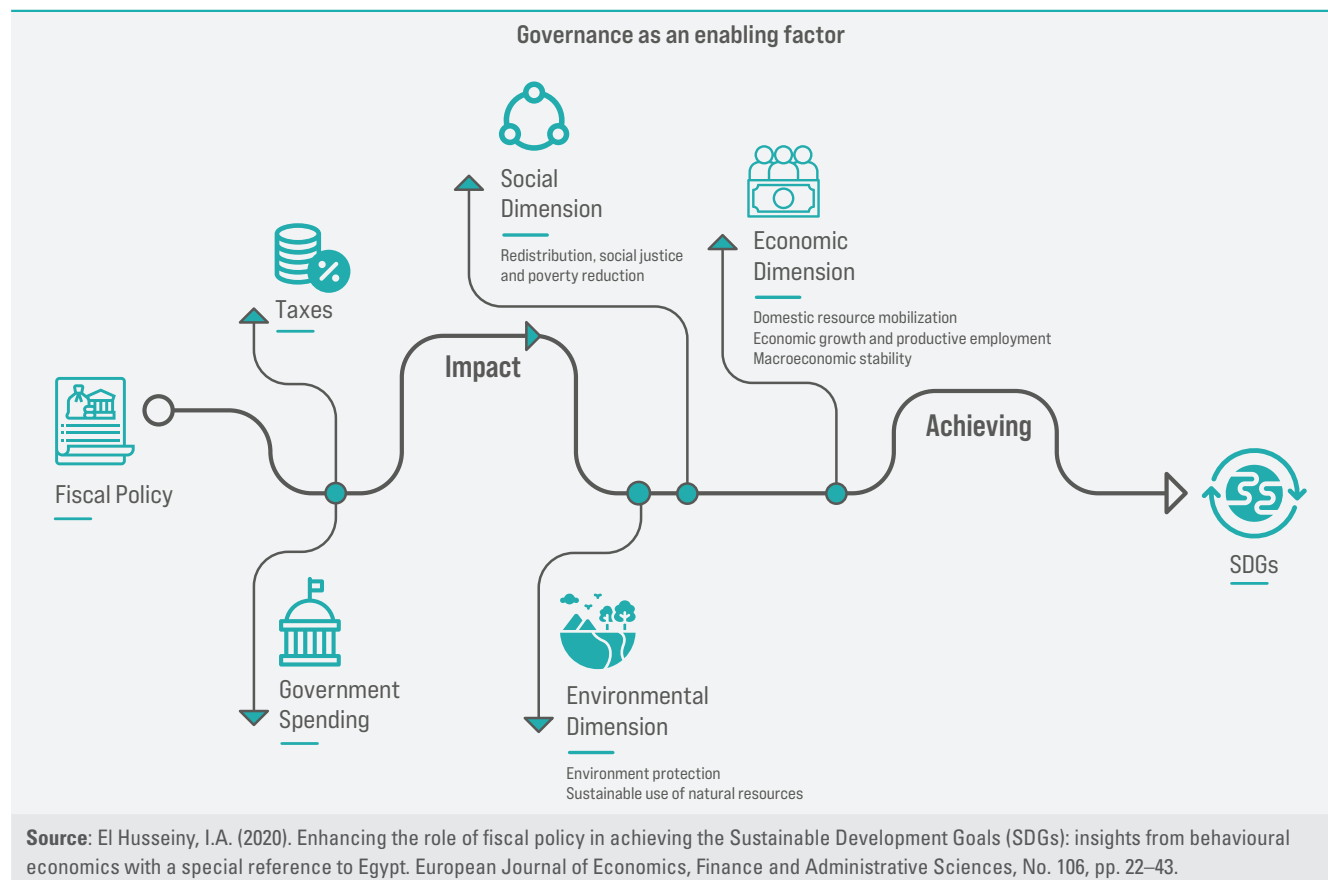 Governance as an enabling factor
Social
Dimension
Redistribution, social justice
and poverty reduction
Economic
Dimension
Domestic resource mobilization
Economic growth and productive employment
Macroeconomic stability
%
Taxes
Impact
Achieving
Fiscal Policy
SDGs
Government
Spending
Environmental
Dimension
Environment protection
Sustainable use of natural resources
Source: El Husseiny, I.A. (2020). Enhancing the role of fiscal policy in achieving the Sustainable Development Goals (SDGs): insights from behavioural
economics with a special reference to Egypt. European Journal of Economics, Finance and Administrative Sciences, No. 106, pp. 22–43.